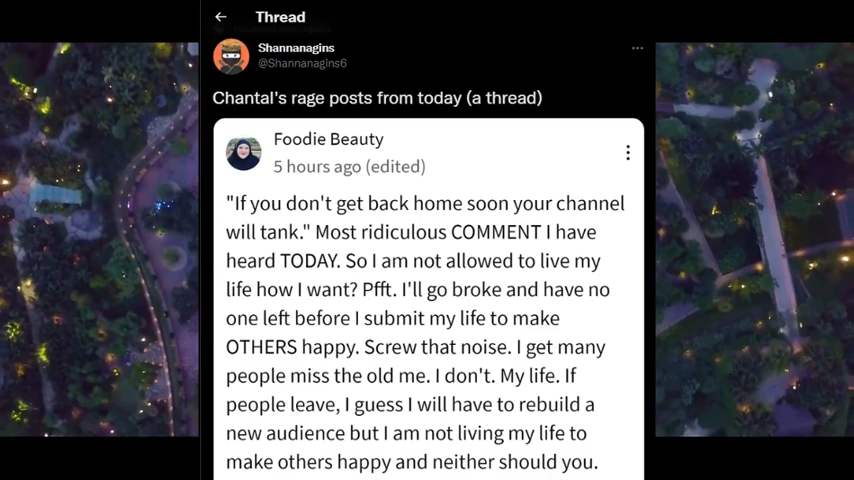 Thread
Shannanagins
@Shannanagins6
Chantal's rage posts from today (a thread)
Foodie Beauty
5 hours ago (edited)
"If you don't get back home soon your channel
will tank." Most ridiculous COMMENT I have
heard TODAY. So I am not allowed to live my
life how I want? Pfft. I'll go broke and have no
one left before I submit my life to make
OTHERS happy. Screw that noise. I get many
people miss the old me. I don't. My life. If
people leave, I guess I will have to rebuild a
new audience but I am not living my life to
make others happy and neither should you.